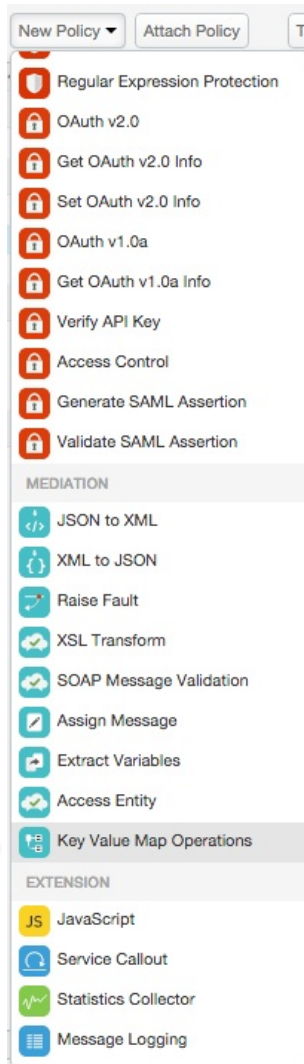 New Policy Attach Policy T
Regular Expression Protection
OAuth v2.0
Get OAuth v2.0 Info
Set OAuth v2.0 Info
OAuth v1.0a
Get OAuth v1.0a Info
Verify API Key
Access Control
Generate SAML Assertion
Validate SAML Assertion
MEDIATION
JSON to XML
XML to JSON
Raise Fault
XSL Transform
SOAP Message Validation
Assign Message
Extract Variables
Access Entity
Key Value Map Operations
EXTENSION
JS JavaScript
Service Callout
Statistics Collector
Message Logging